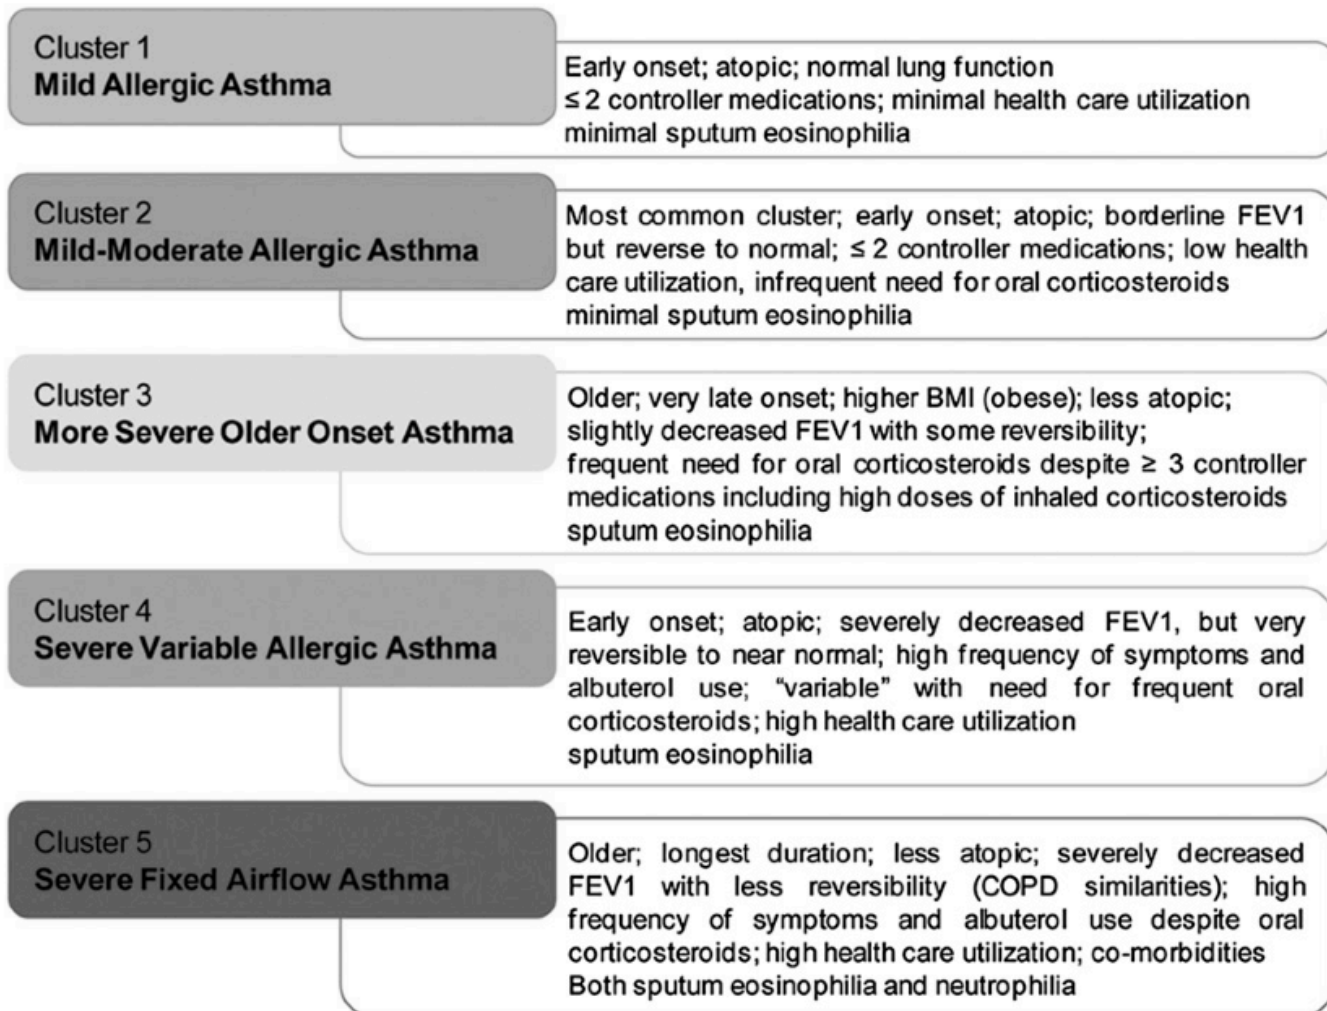 Cluster 1
Mild Allergic Asthma
Early onset; atopic; normal lung function
≤ 2 controller medications; minimal health care utilization
minimal sputum eosinophilia
Cluster 2
Mild-Moderate Allergic Asthma
Most common cluster; early onset; atopic; borderline FEV1
but reverse to normal; ≤ 2 controller medications; low health
care utilization, infrequent need for oral corticosteroids
minimal sputum eosinophilia
Cluster 3
More Severe Older Onset Asthma
Older; very late onset; higher BMI (obese); less atopic;
slightly decreased FEV1 with some reversibility;
frequent need for oral corticosteroids despite ≥ 3 controller
medications including high doses of inhaled corticosteroids
sputum eosinophilia
Cluster 4
Severe Variable Allergic Asthma
Early onset; atopic; severely decreased FEV1, but very
reversible to near normal; high frequency of symptoms and
albuterol use; “variable” with need for frequent oral
corticosteroids; high health care utilization
sputum eosinophilia
Cluster 5
Severe Fixed Airflow Asthma
Older; longest duration; less atopic; severely decreased
FEV1 with less reversibility (COPD similarities); high
frequency of symptoms and albuterol use despite oral
corticosteroids; high health care utilization; co-morbidities
Both sputum eosinophilia and neutrophilia